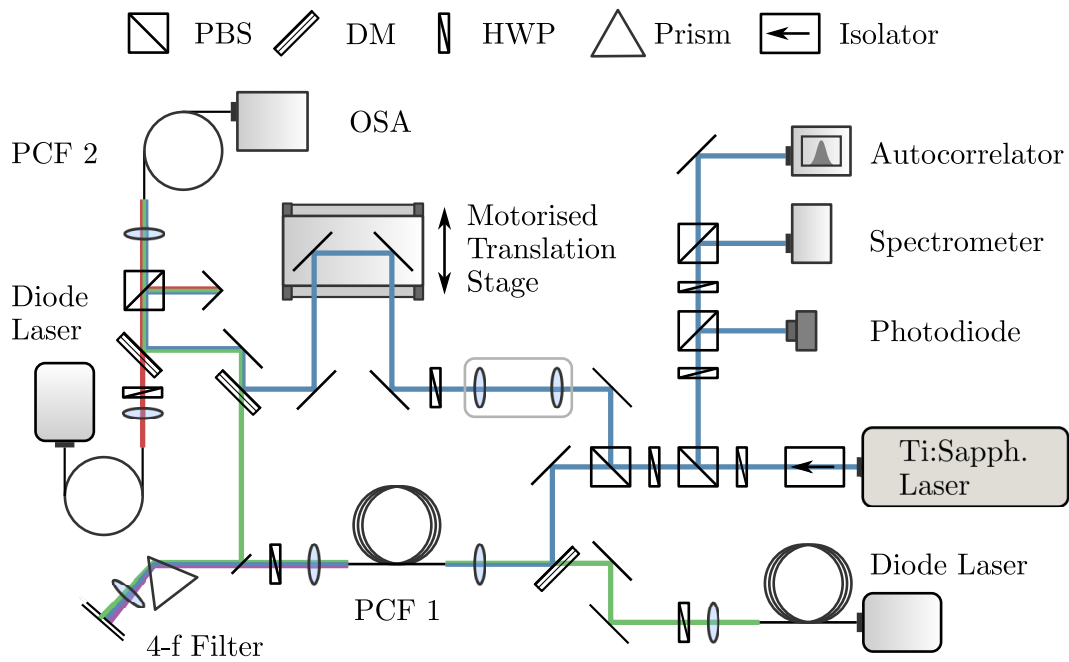 PBS
DM
HWP
Prism
Isolator
OSA
PCF 2
Autocorrelator
Motorised
Translation
Stage
Spectrometer
Diode
Laser
Photodiode
Ti:Sapph.
Laser
Diode Laser
PCF 1
4-f Filter